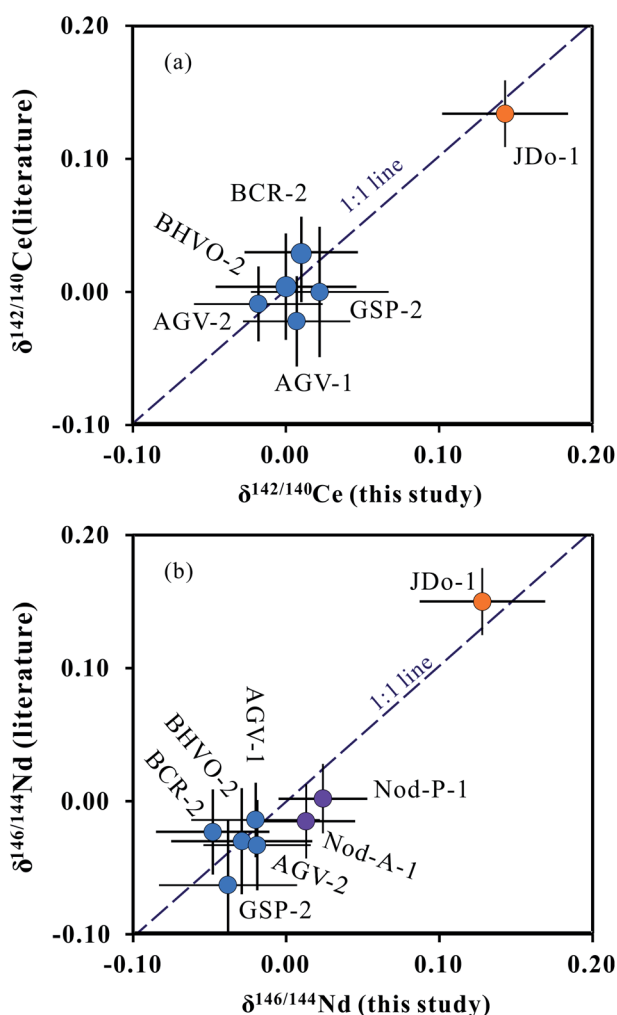 0.20
(a)
JDo-1
0.10
1:1 line
BCR-2
BHVO-2
0.00
GSP-2
AGV-2
AGV-1
-0.10
-0.10
0.00
0.10
0.20
δ¹⁴²/¹⁴⁰Ce(literature)
δ¹⁴²/¹⁴⁰Ce (this study)
0.20
(b)
JDo-1
0.10
1:1 line
AGV-1
BHVO-2
BCR-2
Nod-P-1
0.00
Nod-A-1
AGV-2
GSP-2
-0.10
-0.10
0.00
0.10
0.20
δ¹⁴⁶/¹⁴⁴Nd (literature)
δ¹⁴⁶/¹⁴⁴Nd (this study)